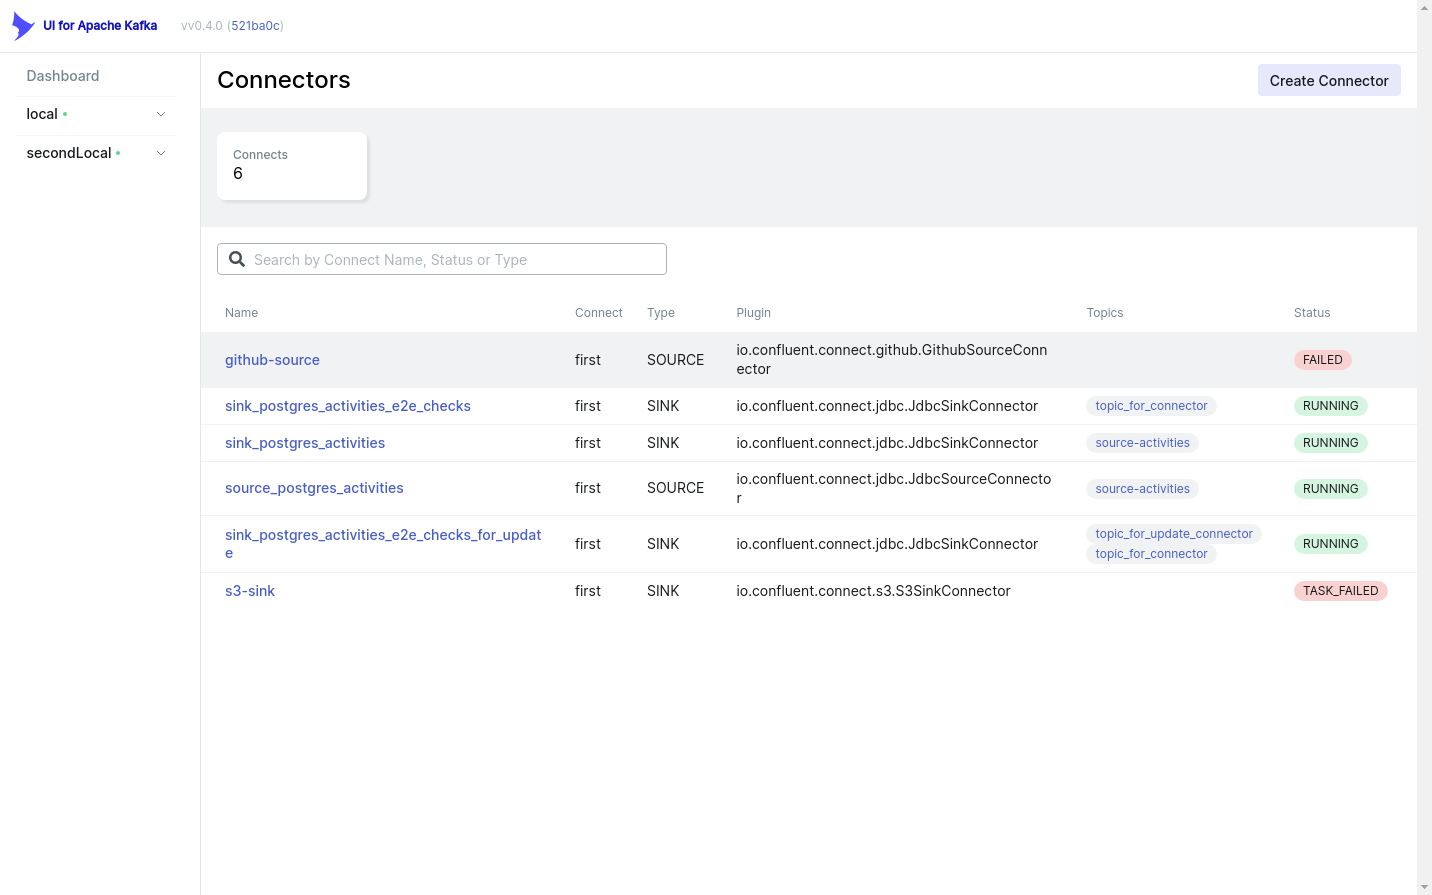 UI for Apache Kafka vv0.4.0 (521ba0c)
Dashboard
local
secondLocal
Connectors
Create Connector
Connects
6
Search by Connect Name, Status or Type
Name Connect Type Plugin Topics Status
github-source first SOURCE io.confluent.connect.github.GithubSourceConn
ector
FAILED
sink_postgres_activities_e2e_checks first SINK io.confluent.connect.jdbc.JdbcSinkConnector topic_for_connector RUNNING
sink_postgres_activities first SINK io.confluent.connect.jdbc.JdbcSinkConnector source-activities RUNNING
source_postgres_activities first SOURCE io.confluent.connect.jdbc.JdbcSourceConnecto
r
source-activities RUNNING
sink_postgres_activities_e2e_checks_for_updat
e
first SINK io.confluent.connect.jdbc.JdbcSinkConnector topic_for_update_connector
topic_for_connector
RUNNING
s3-sink first SINK io.confluent.connect.s3.S3SinkConnector TASK_FAILED